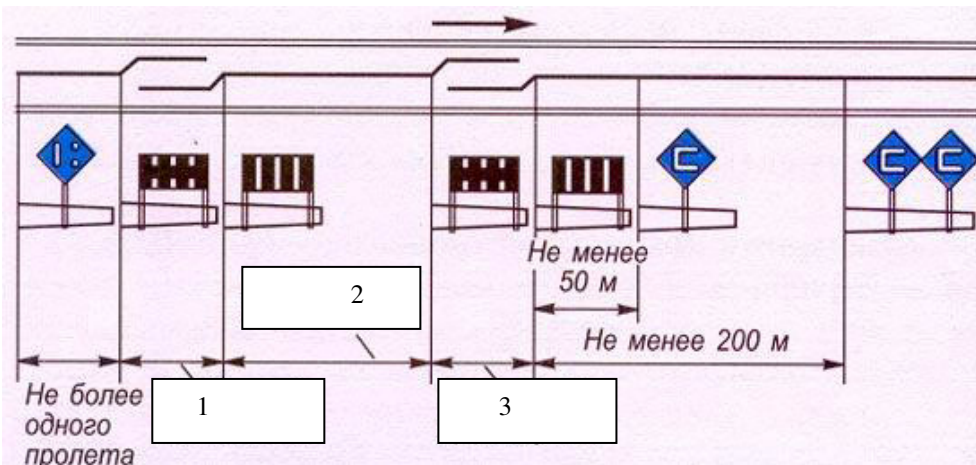 Не менее
50 м
2
Не менее 200 м
Не более
одного
пролета
1
3